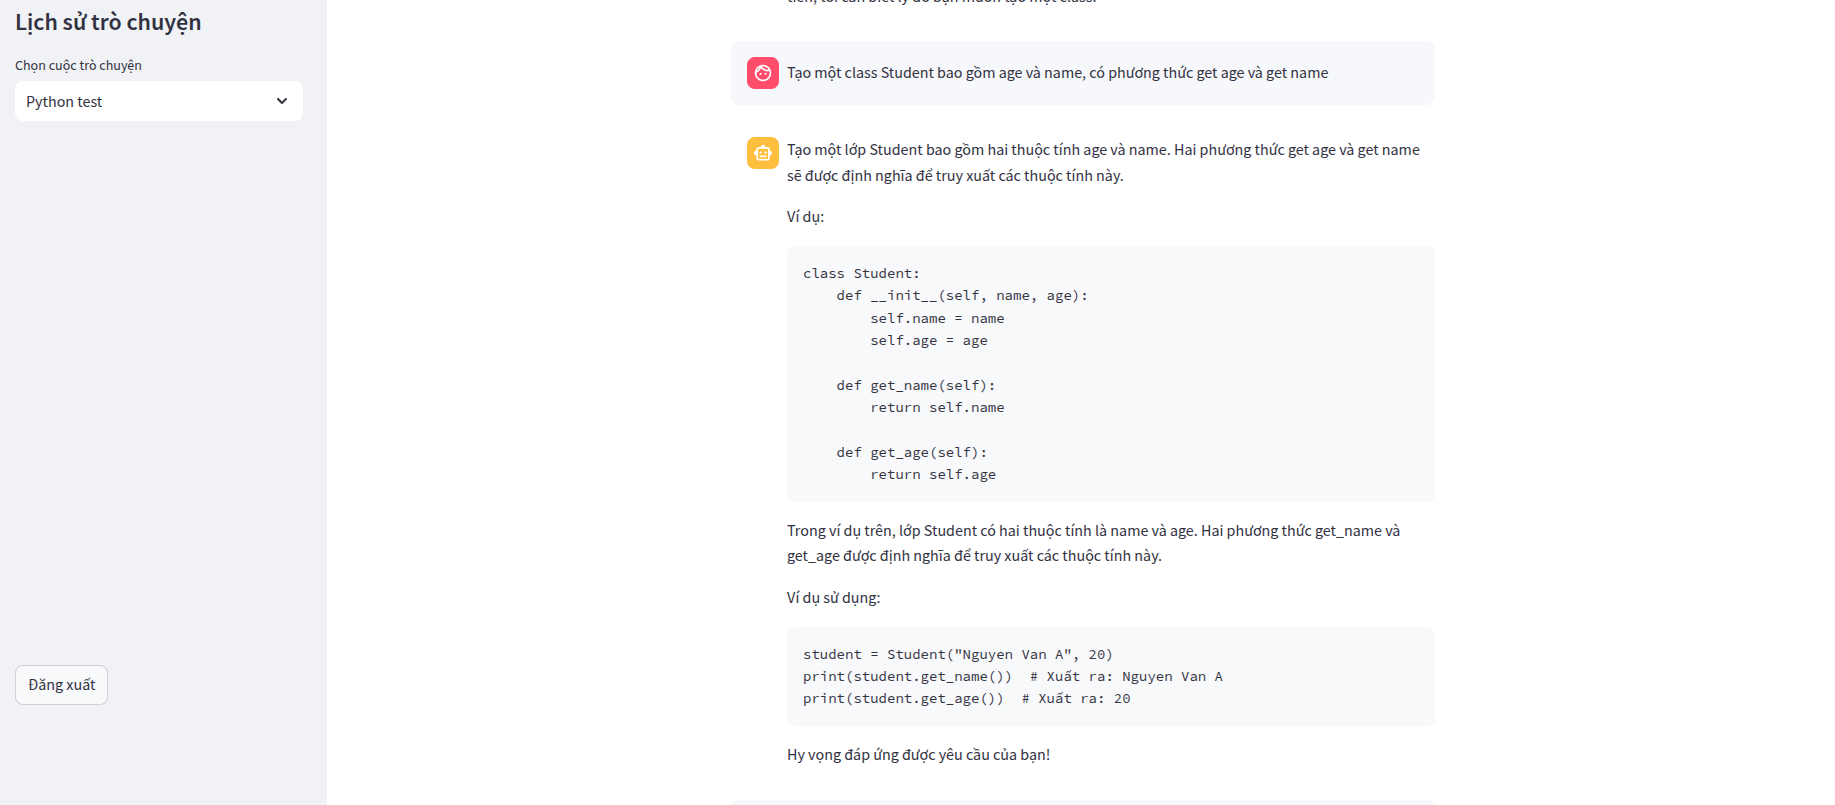 Lịch sử trò chuyện
Chọn cuộc trò chuyện
Python test
Đăng xuất
Tạo một class Student bao gồm age và name, có phương thức get age và get name
Tạo một lớp Student bao gồm hai thuộc tính age và name. Hai phương thức get age và get name
sẽ được định nghĩa để truy xuất các thuộc tính này.
Ví dụ:
class Student:
    def __init__(self, name, age):
        self.name = name
        self.age = age
    def get_name(self):
        return self.name
    def get_age(self):
        return self.age
Trong ví dụ trên, lớp Student có hai thuộc tính là name và age. Hai phương thức get_name và
get_age được định nghĩa để truy xuất các thuộc tính này.
Ví dụ sử dụng:
student = Student("Nguyen Van A", 20)
print(student.get_name())  # Xuất ra: Nguyen Van A
print(student.get_age())  # Xuất ra: 20
Hy vọng đáp ứng được yêu cầu của bạn!